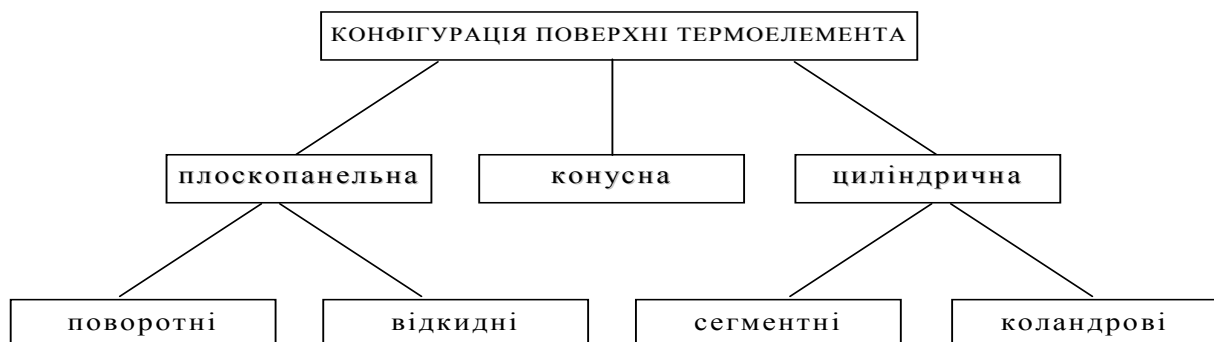 КОНФІГУРАЦІЯ ПОВЕРХНІ ТЕРМОЕЛЕМЕНТА
плоскопанельна
конусна
циліндрична
поворотні
відкидні
сегментні
коландрові